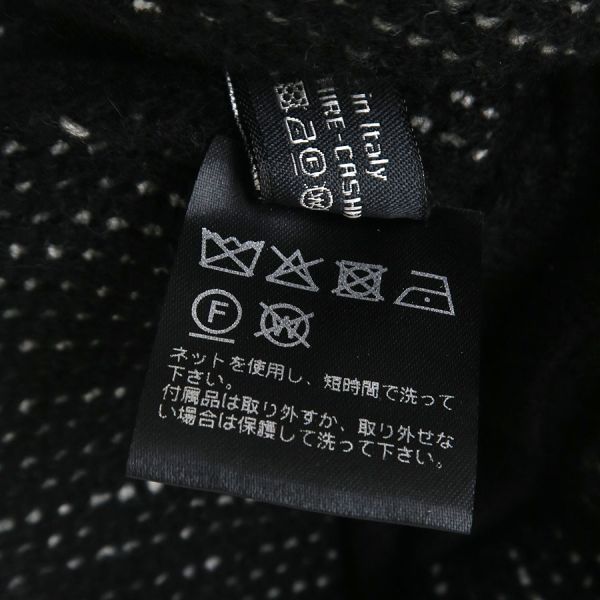 in Italy
IRE-CASHM
F
W
F
W
ネットを使用し、短時間で洗って
下さい。
付属品は取り外すか、取り外せな
い場合は保護して洗って下さい。